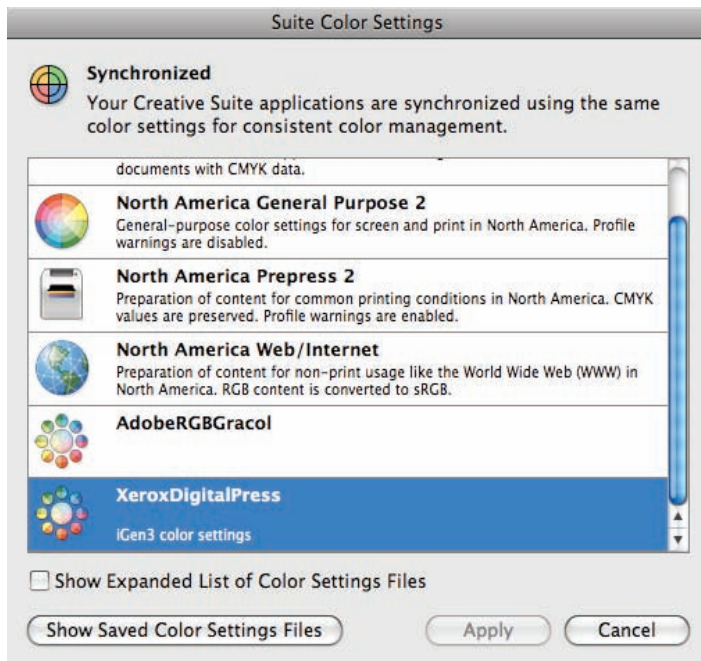 Suite Color Settings
Synchronized
Your Creative Suite applications are synchronized using the same
color settings for consistent color management.
documents with CMYK data.
North America General Purpose 2
General-purpose color settings for screen and print in North America. Profile
warnings are disabled.
North America Prepress 2
Preparation of content for common printing conditions in North America. CMYK
values are preserved. Profile warnings are enabled.
North America Web/Internet
Preparation of content for non-print usage like the World Wide Web (WWW) in
North America. RGB content is converted to sRGB.
AdobeRGBGracol
XeroxDigitalPress
iGen3 color settings
Show Expanded List of Color Settings Files
Show Saved Color Settings Files
Apply
Cancel